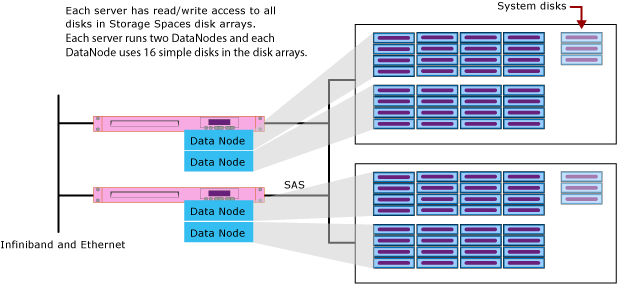 System disks
Each server has read/write access to all
disks in Storage Spaces disk arrays.
Each server runs two DataNodes and each
DataNode uses 16 simple disks in the disk arrays.
Data Node
Data Node
SAS
Data Node
Data Node
Infiniband and Ethernet